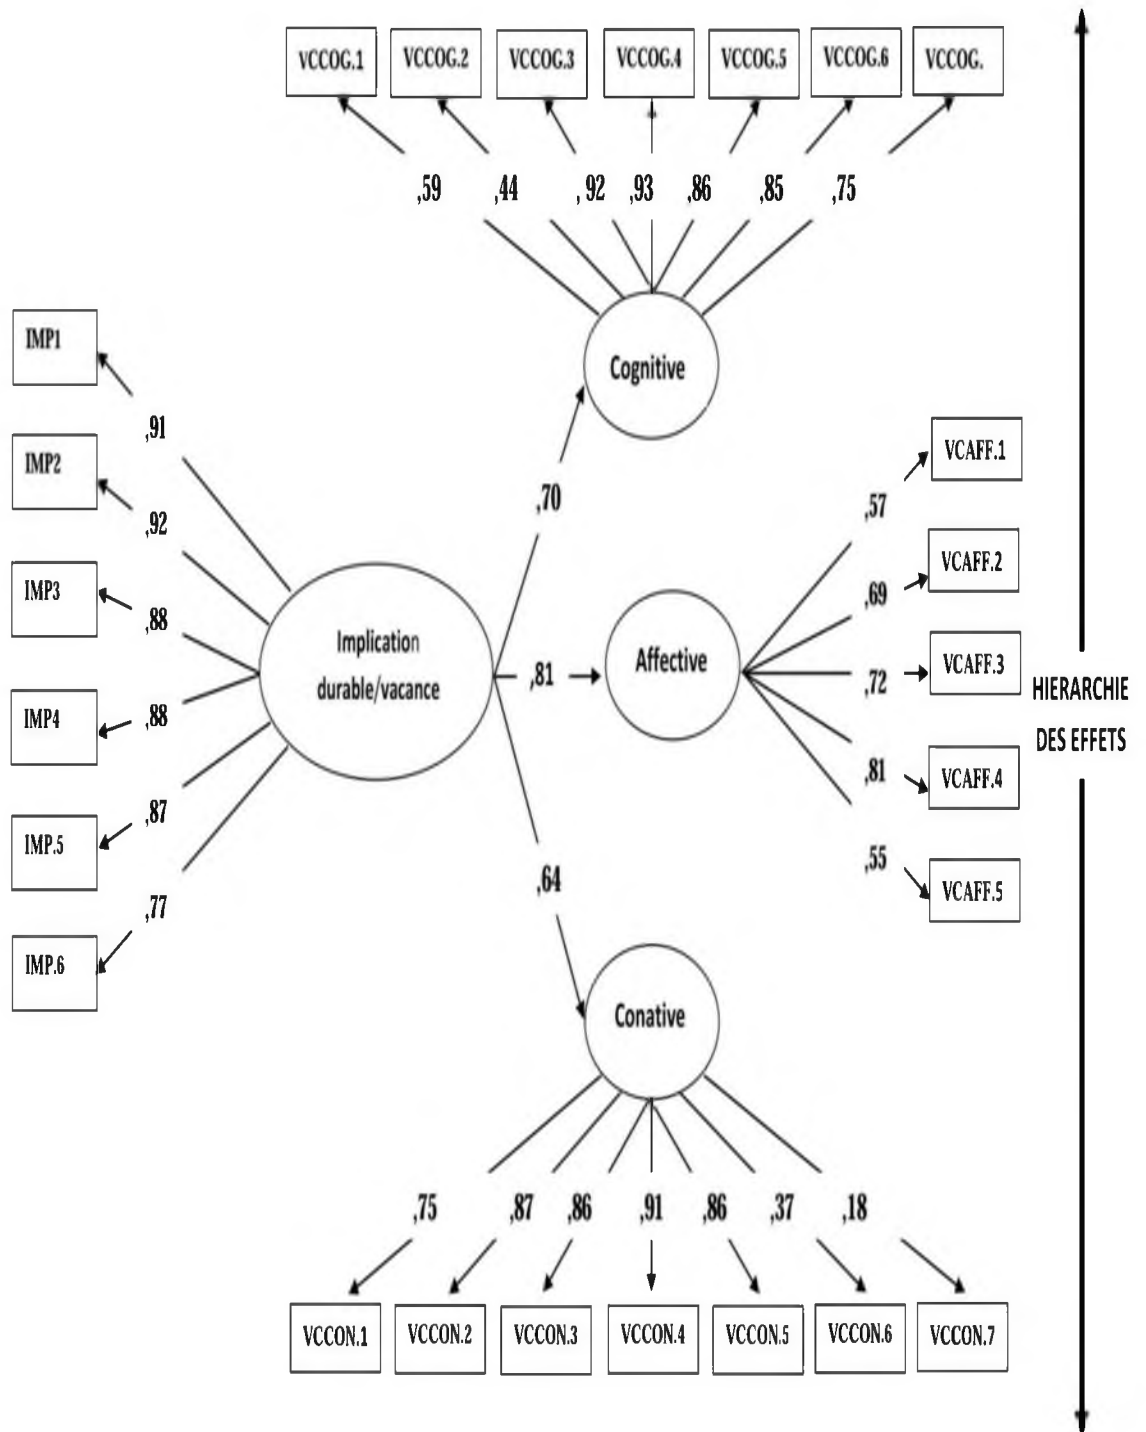 VCCOG.1
VCCOG.2
VCCOG.3
VCCOG.4
VCCOG.5
VCCOG.6
VCCOG.
,59
,44
, 92
,93
,86
,85
,75
Cognitive
IMP1
IMP2
IMP3
IMP4
IMP.5
IMP.6
,91
,92
,88
,88
,87
,77
Implication
durable/vacance
,70
,81
,64
Affective
,57
,69
,72
,81
,55
VCAFF.1
VCAFF.2
VCAFF.3
VCAFF.4
VCAFF.5
HIERARCHIE
DES EFFETS
Conative
,75
,87
,86
,91
,86
,37
,18
VCCON.1
VCCON.2
VCCON.3
VCCON.4
VCCON.5
VCCON.6
VCCON.7